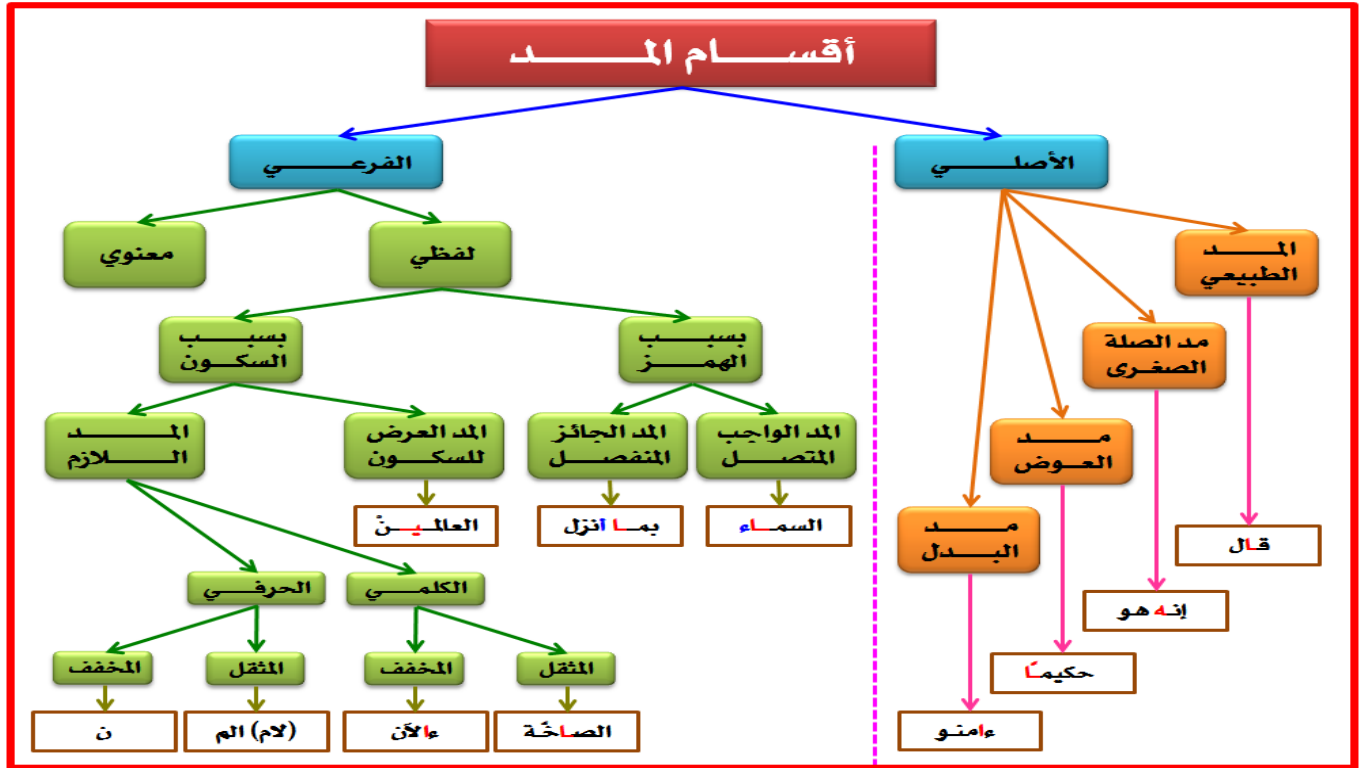 أقسام المد
الأصلي
الفرعي
المد
الطبيعي
مد الصلة
الصغرى
مد
العوض
مد
البدل
قال
إنه هو
حكيمًا
ءامنو
لفظي
معنوي
بسبب
الهمز
بسبب
السكون
المد الواجب
المتصل
المد الجائز
المنفصل
المد العرض
للسكون
المد
اللازم
السماء
بما أنزل
العالمينْ
الكلمي
الحرفي
المثقل
المخفف
المثقل
المخفف
الصاخّة
ءالآن
(لام) الم
ن